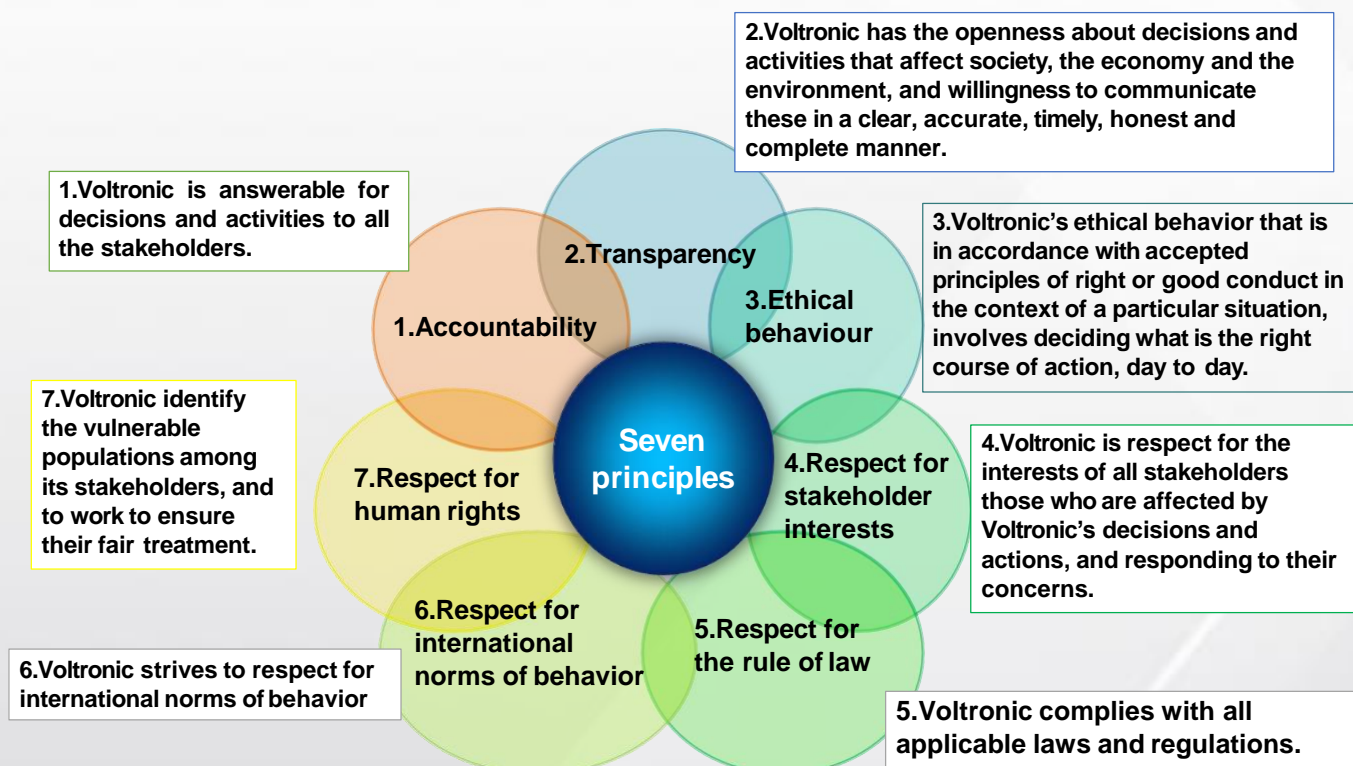 2.Voltronic has the openness about decisions and
activities that affect society, the economy and the
environment, and willingness to communicate
these in a clear, accurate, timely, honest and
complete manner.
1.Voltronic is answerable for
decisions and activities to all
the stakeholders.
2.Transparency
3.Voltronic’s ethical behavior that is
in accordance with accepted
principles of right or good conduct in
the context of a particular situation,
involves deciding what is the right
course of action, day to day.
1.Accountability
3.Ethical
behaviour
7.Voltronic identify
the vulnerable
populations among
its stakeholders, and
to work to ensure
their fair treatment.
Seven
principles
7.Respect for
human rights
4.Respect for
stakeholder
interests
4.Voltronic is respect for the
interests of all stakeholders
those who are affected by
Voltronic’s decisions and
actions, and responding to their
concerns.
6.Respect for
international
norms of behavior
5.Respect for
the rule of law
6.Voltronic strives to respect for
international norms of behavior
5.Voltronic complies with all
applicable laws and regulations.